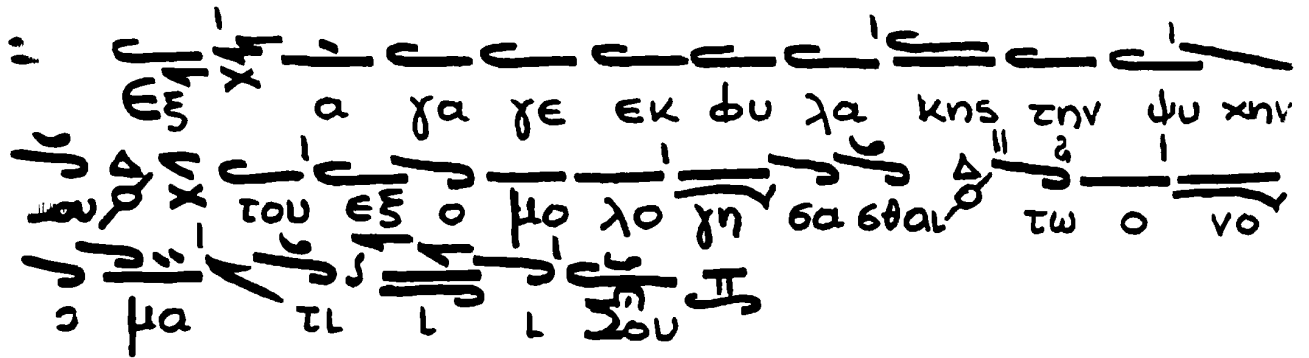 εξ α γα γε εκ φυ λα κης την ψυ χην
μου του εξ ο μο λο γη σα σθαι τω ο νο
ο μα τι ι ι Σου